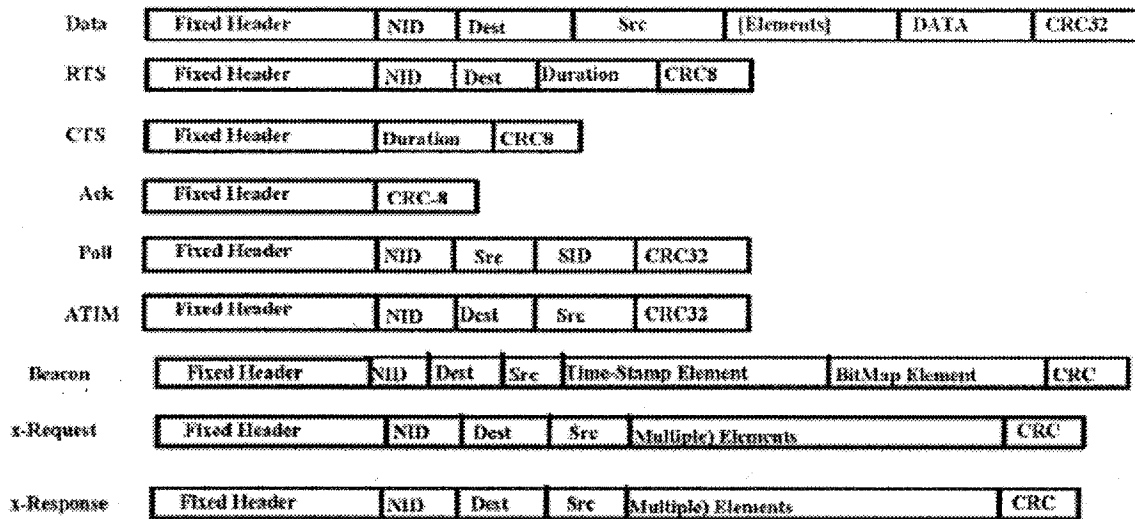 Data Fixed Header NID Dest Src [Elements] DATA CRC32
RTS Fixed Header NID Dest Duration CRC8
CTS Fixed Header Duration CRC8
Ack Fixed Header CRC-8
Poll Fixed Header NID Src SID CRC32
ATIM Fixed Header NID Dest Src CRC32
Beacon Fixed Header NID Dest Src Time-Stamp Element BitMap Element CRC
x-Request Fixed Header NID Dest Src Multiple) Elements CRC
x-Response Fixed Header NID Dest Src Multiple) Elements CRC